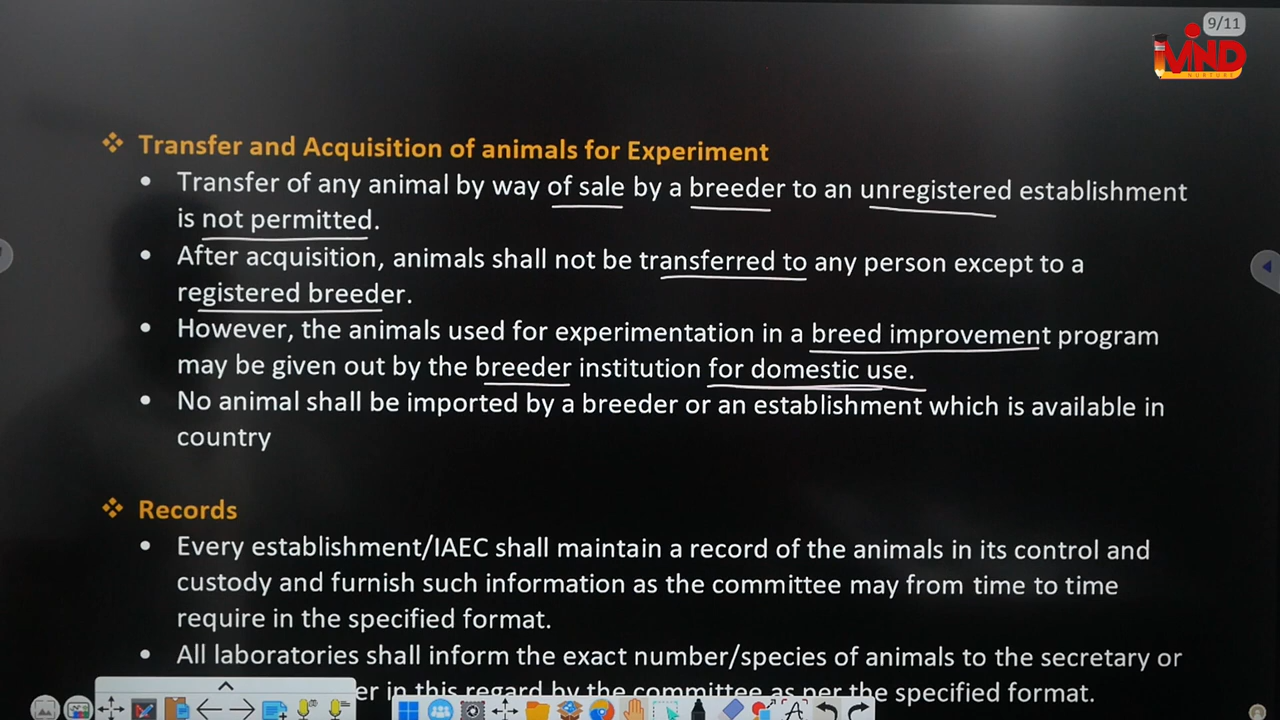 9/11
MIND
NURTURE
Transfer and Acquisition of animals for Experiment
• Transfer of any animal by way of sale by a breeder to an unregistered establishment
is not permitted.
• After acquisition, animals shall not be transferred to any person except to a
registered breeder.
• However, the animals used for experimentation in a breed improvement program
may be given out by the breeder institution for domestic use.
• No animal shall be imported by a breeder or an establishment which is available in
country
Records
• Every establishment/IAEC shall maintain a record of the animals in its control and
custody and furnish such information as the committee may from time to time
require in the specified format.
• All laboratories shall inform the exact number/species of animals to the secretary or
in this regard by the committee as per the specified format.